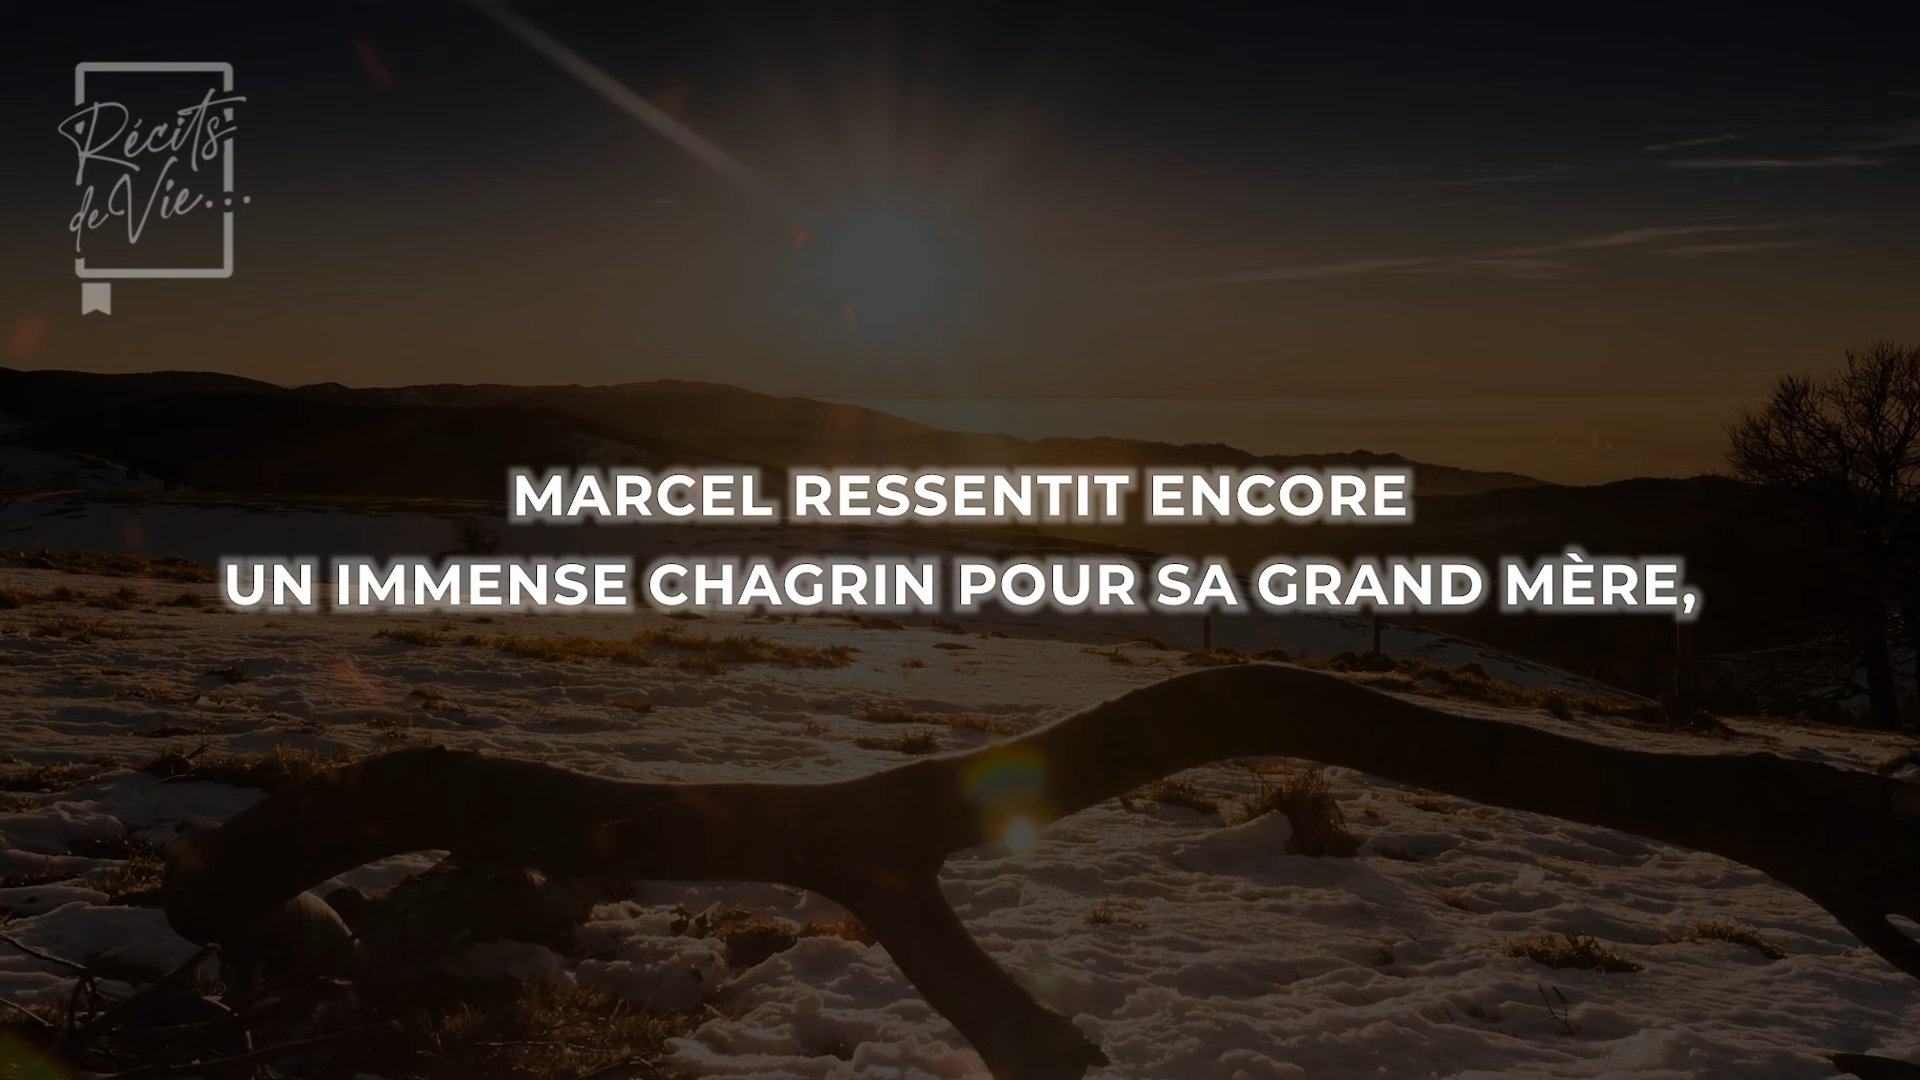 Récits
de Vie...
MARCEL RESSENTIT ENCORE
UN IMMENSE CHAGRIN POUR SA GRAND MÈRE,